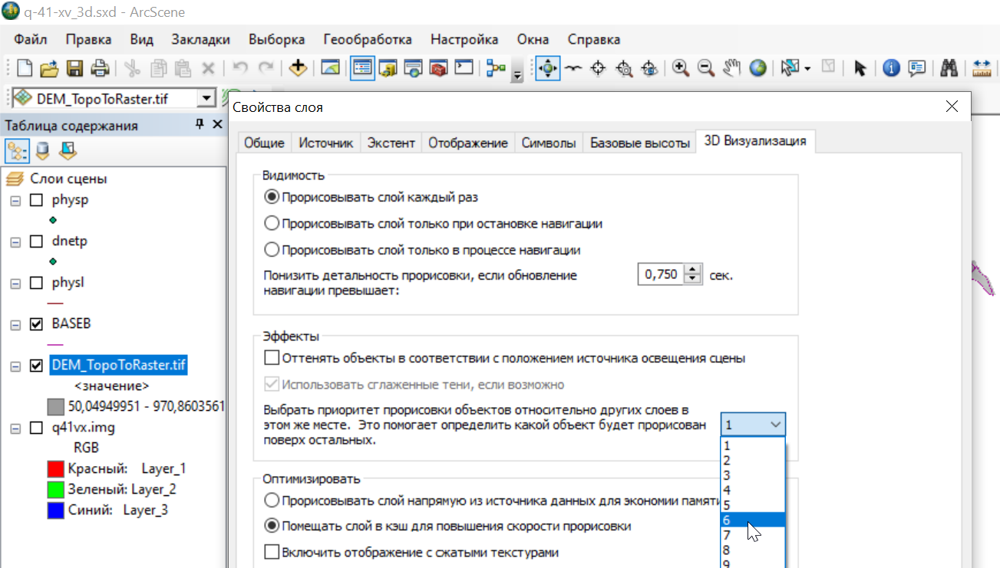 q-41-xv_3d.sxd - ArcScene
Файл Правка Вид Закладки Выборка Геообработка Настройка Окна Справка
DEM_TopoToRaster.tif
Таблица содержания
Слои сцены
physp
dnetp
physl
BASEB
DEM_TopoToRaster.tif
<значение>
50,04949951 - 970,8603561
q41vx.img
RGB
Красный: Layer_1
Зеленый: Layer_2
Синий: Layer_3
Свойства слоя
Общие Источник Экстент Отображение Символы Базовые высоты 3D Визуализация
Видимость
Прорисовывать слой каждый раз
Прорисовывать слой только при остановке навигации
Прорисовывать слой только в процессе навигации
Понизить детальность прорисовки, если обновление
навигации превышает:
0,750 сек.
Эффекты
Оттенять объекты в соответствии с положением источника освещения сцены
Использовать сглаженные тени, если возможно
Выбрать приоритет прорисовки объектов относительно других слоев в
этом же месте. Это помогает определить какой объект будет прорисован
поверх остальных.
1
1
2
3
4
5
6
7
8
9
Оптимизировать
Прорисовывать слой напрямую из источника данных для экономии памяти
Помещать слой в кэш для повышения скорости прорисовки
Включить отображение с сжатыми текстурами